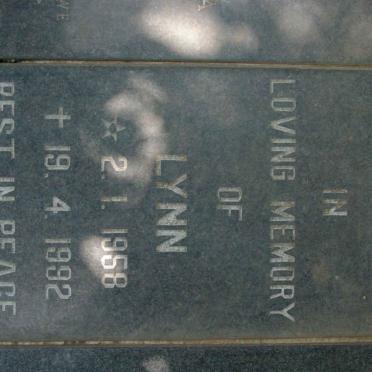 IN
LOVING MEMORY
OF
LYNN
☆ 2. 1. 1958
✝ 19. 4. 1992
REST IN PEACE